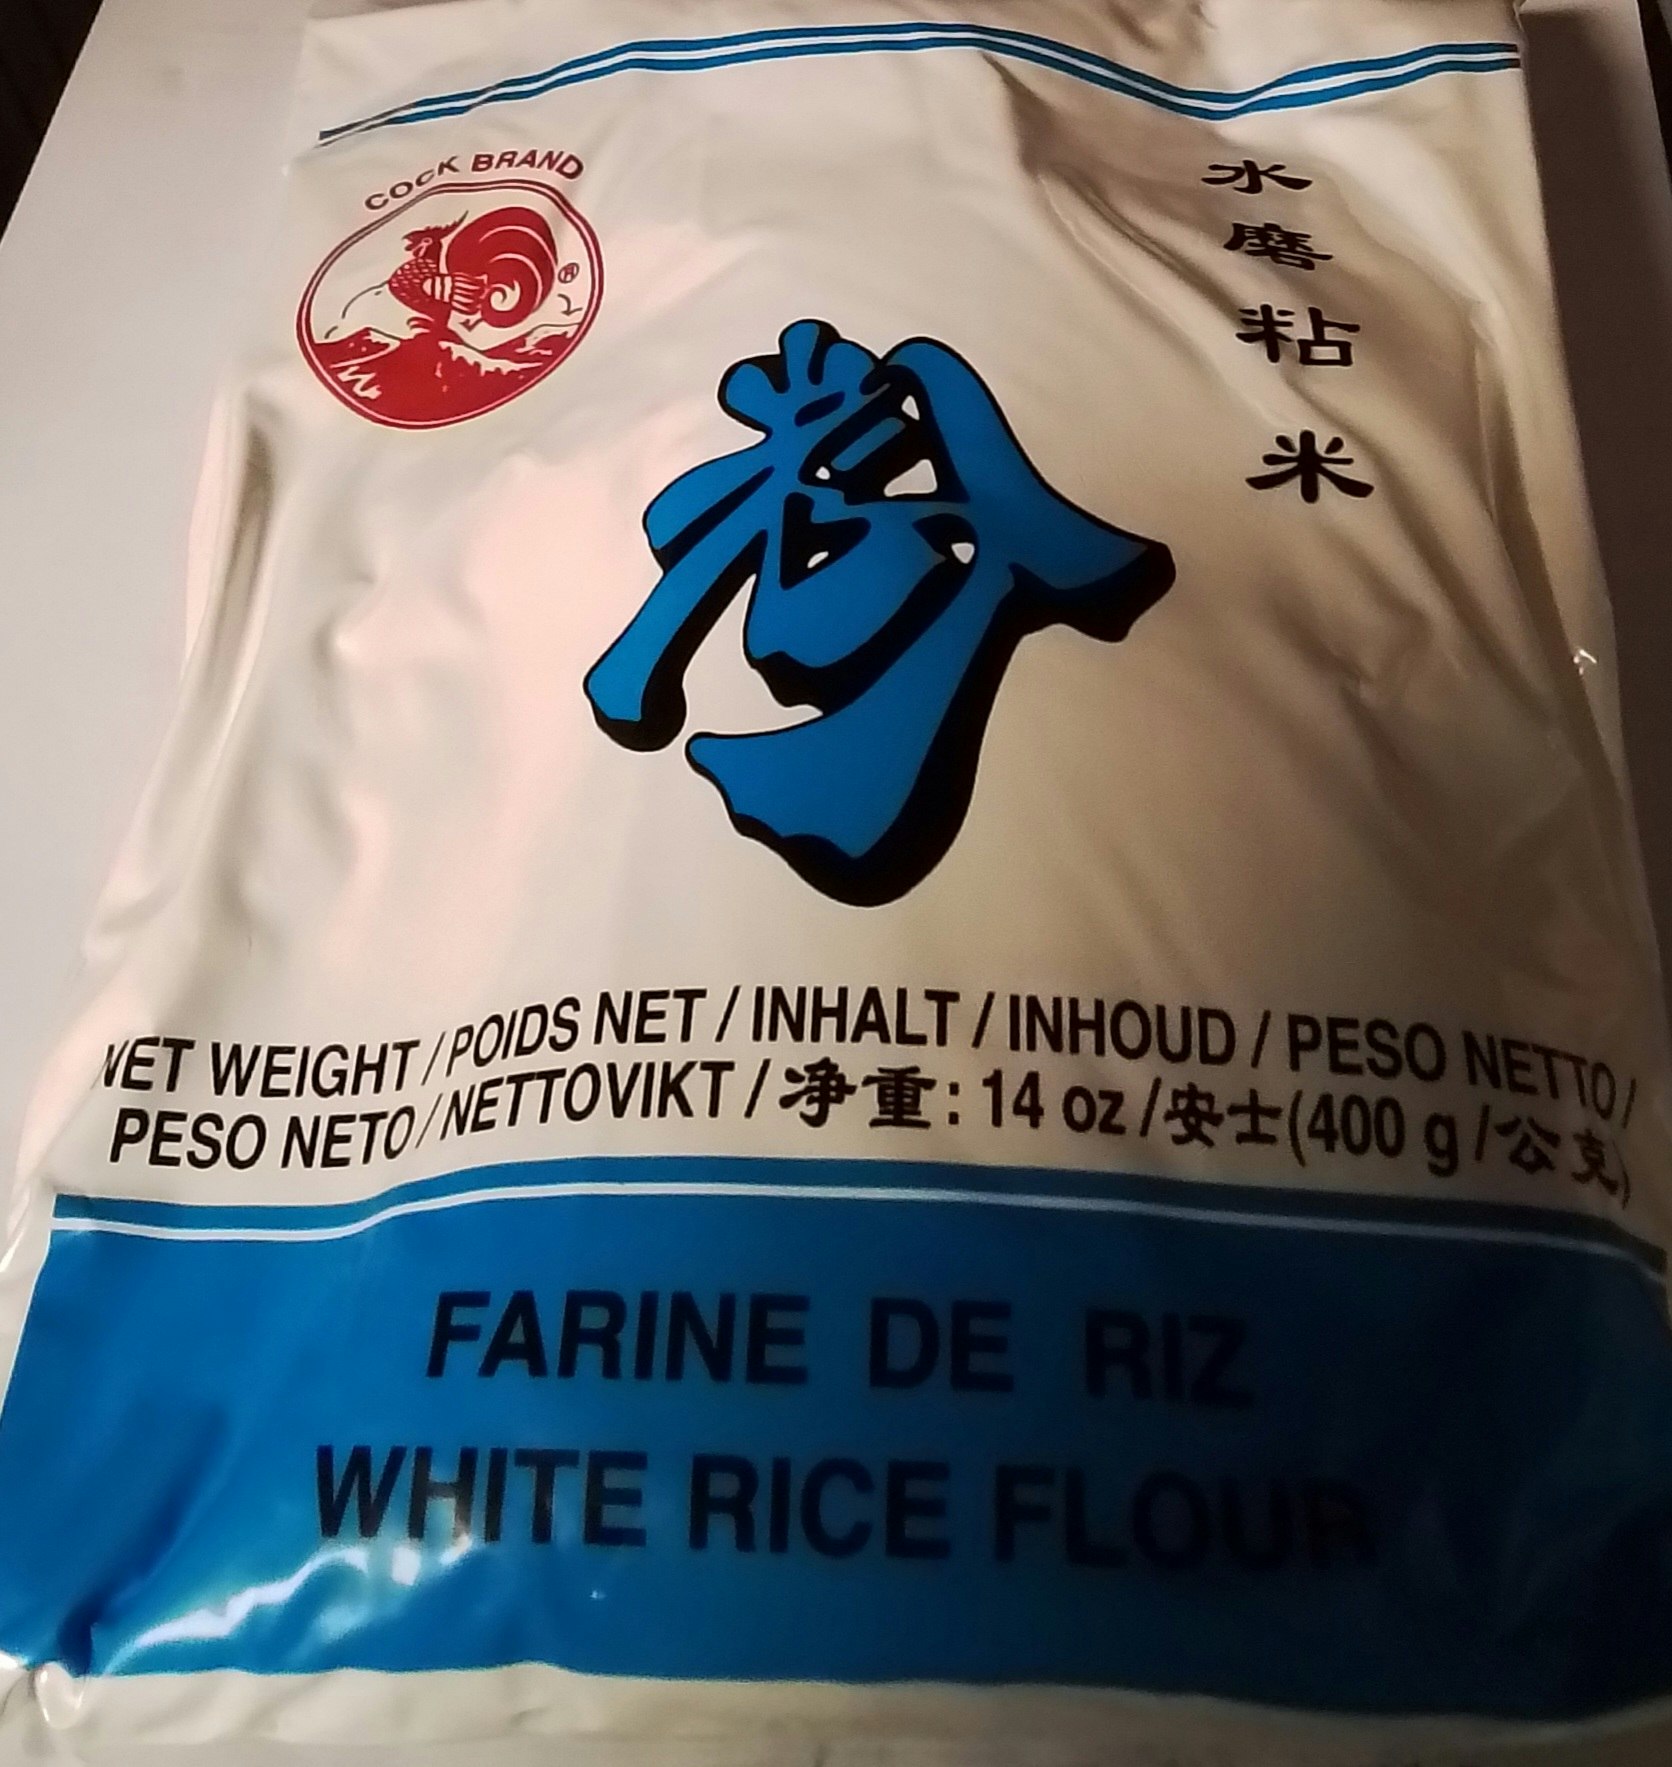 COCK BRAND
®
水磨粘米
粉
NET WEIGHT / POIDS NET / INHALT / INHOUD / PESO NETTO /
PESO NETO / NETTOVIKT / 净重: 14 oz / 安士 (400 g / 公克)
FARINE DE RIZ
WHITE RICE FLOUR